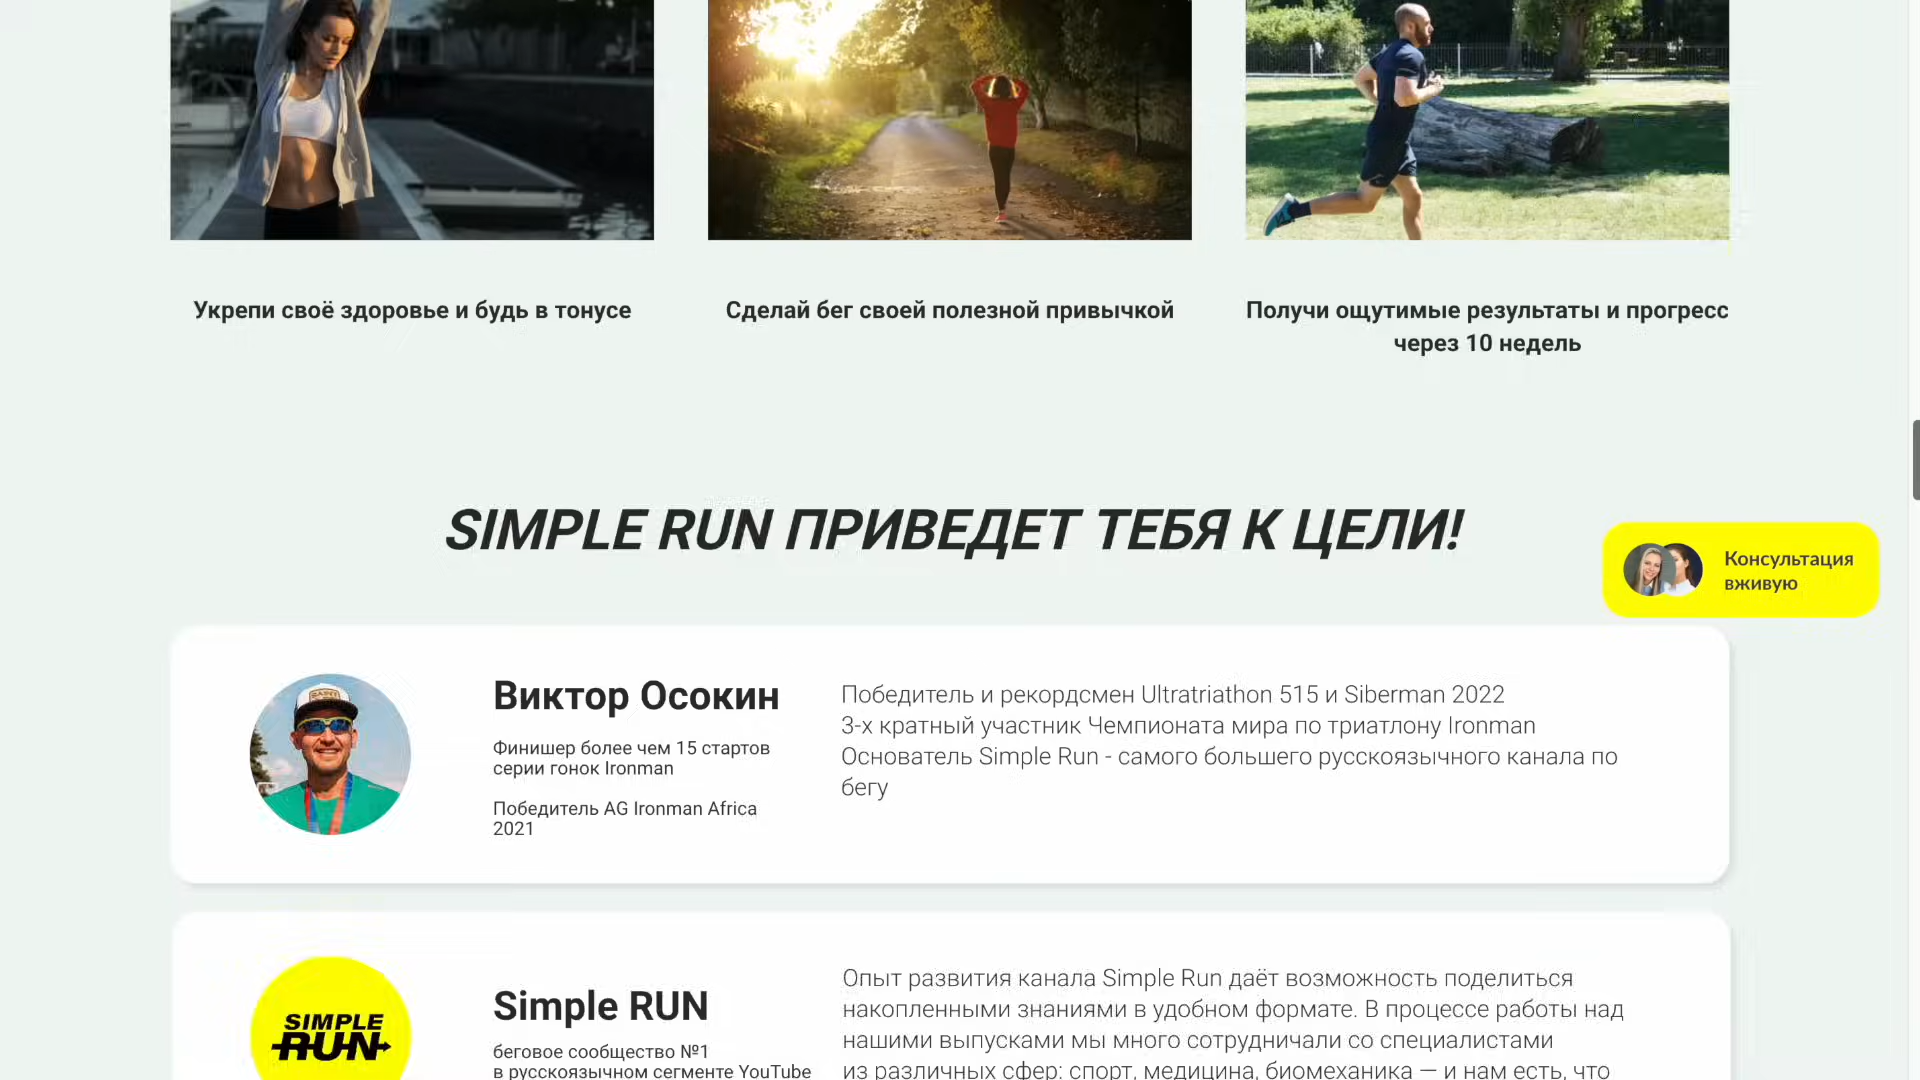 Укрепи своё здоровье и будь в тонусе
Сделай бег своей полезной привычкой
Получи ощутимые результаты и прогресс
через 10 недель
SIMPLE RUN ПРИВЕДЕТ ТЕБЯ К ЦЕЛИ!
Консультация
вживую
Виктор Осокин
Финишер более чем 15 стартов
серии гонок Ironman
Победитель AG Ironman Africa
2021
Победитель и рекордсмен Ultratriathon 515 и Siberman 2022
3-х кратный участник Чемпионата мира по триатлону Ironman
Основатель Simple Run - самого большего русскоязычного канала по
бегу
SIMPLE
RUN
Simple RUN
беговое сообщество №1
в русскоязычном сегменте YouTube
Опыт развития канала Simple Run даёт возможность поделиться
накопленными знаниями в удобном формате. В процессе работы над
нашими выпусками мы много сотрудничали со специалистами
из различных сфер: спорт, медицина, биомеханика — и нам есть, что